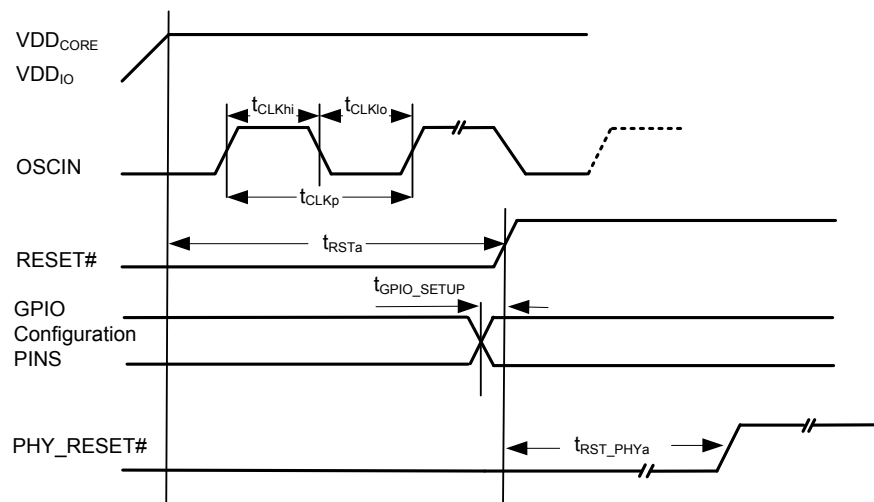 VDDCORE
VDDIO
tCLKhi
tCLKlo
OSCIN
tCLKp
tRSTa
RESET#
tGPIO_SETUP
GPIO
Configuration
PINS
PHY_RESET#
tRST_PHYa